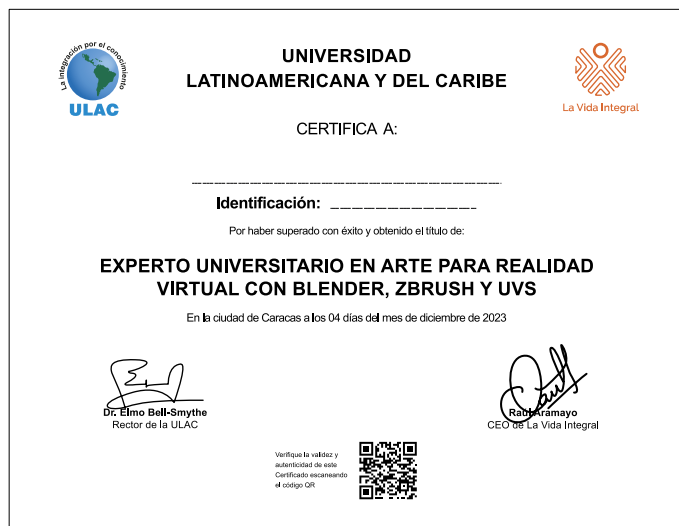 La integración por el conocimiento
ULAC
UNIVERSIDAD
LATINOAMERICANA Y DEL CARIBE
La Vida Integral
CERTIFICA A:
Identificación:
Por haber superado con éxito y obtenido el título de:
EXPERTO UNIVERSITARIO EN ARTE PARA REALIDAD
VIRTUAL CON BLENDER, ZBRUSH Y UVS
En la ciudad de Caracas a los 04 días del mes de diciembre de 2023
Dr. Elmo Bell-Smythe
Rector de la ULAC
Raúl Aramayo
CEO de La Vida Integral
Verifique la validez y
autenticidad de este
Certificado escaneando
el código QR